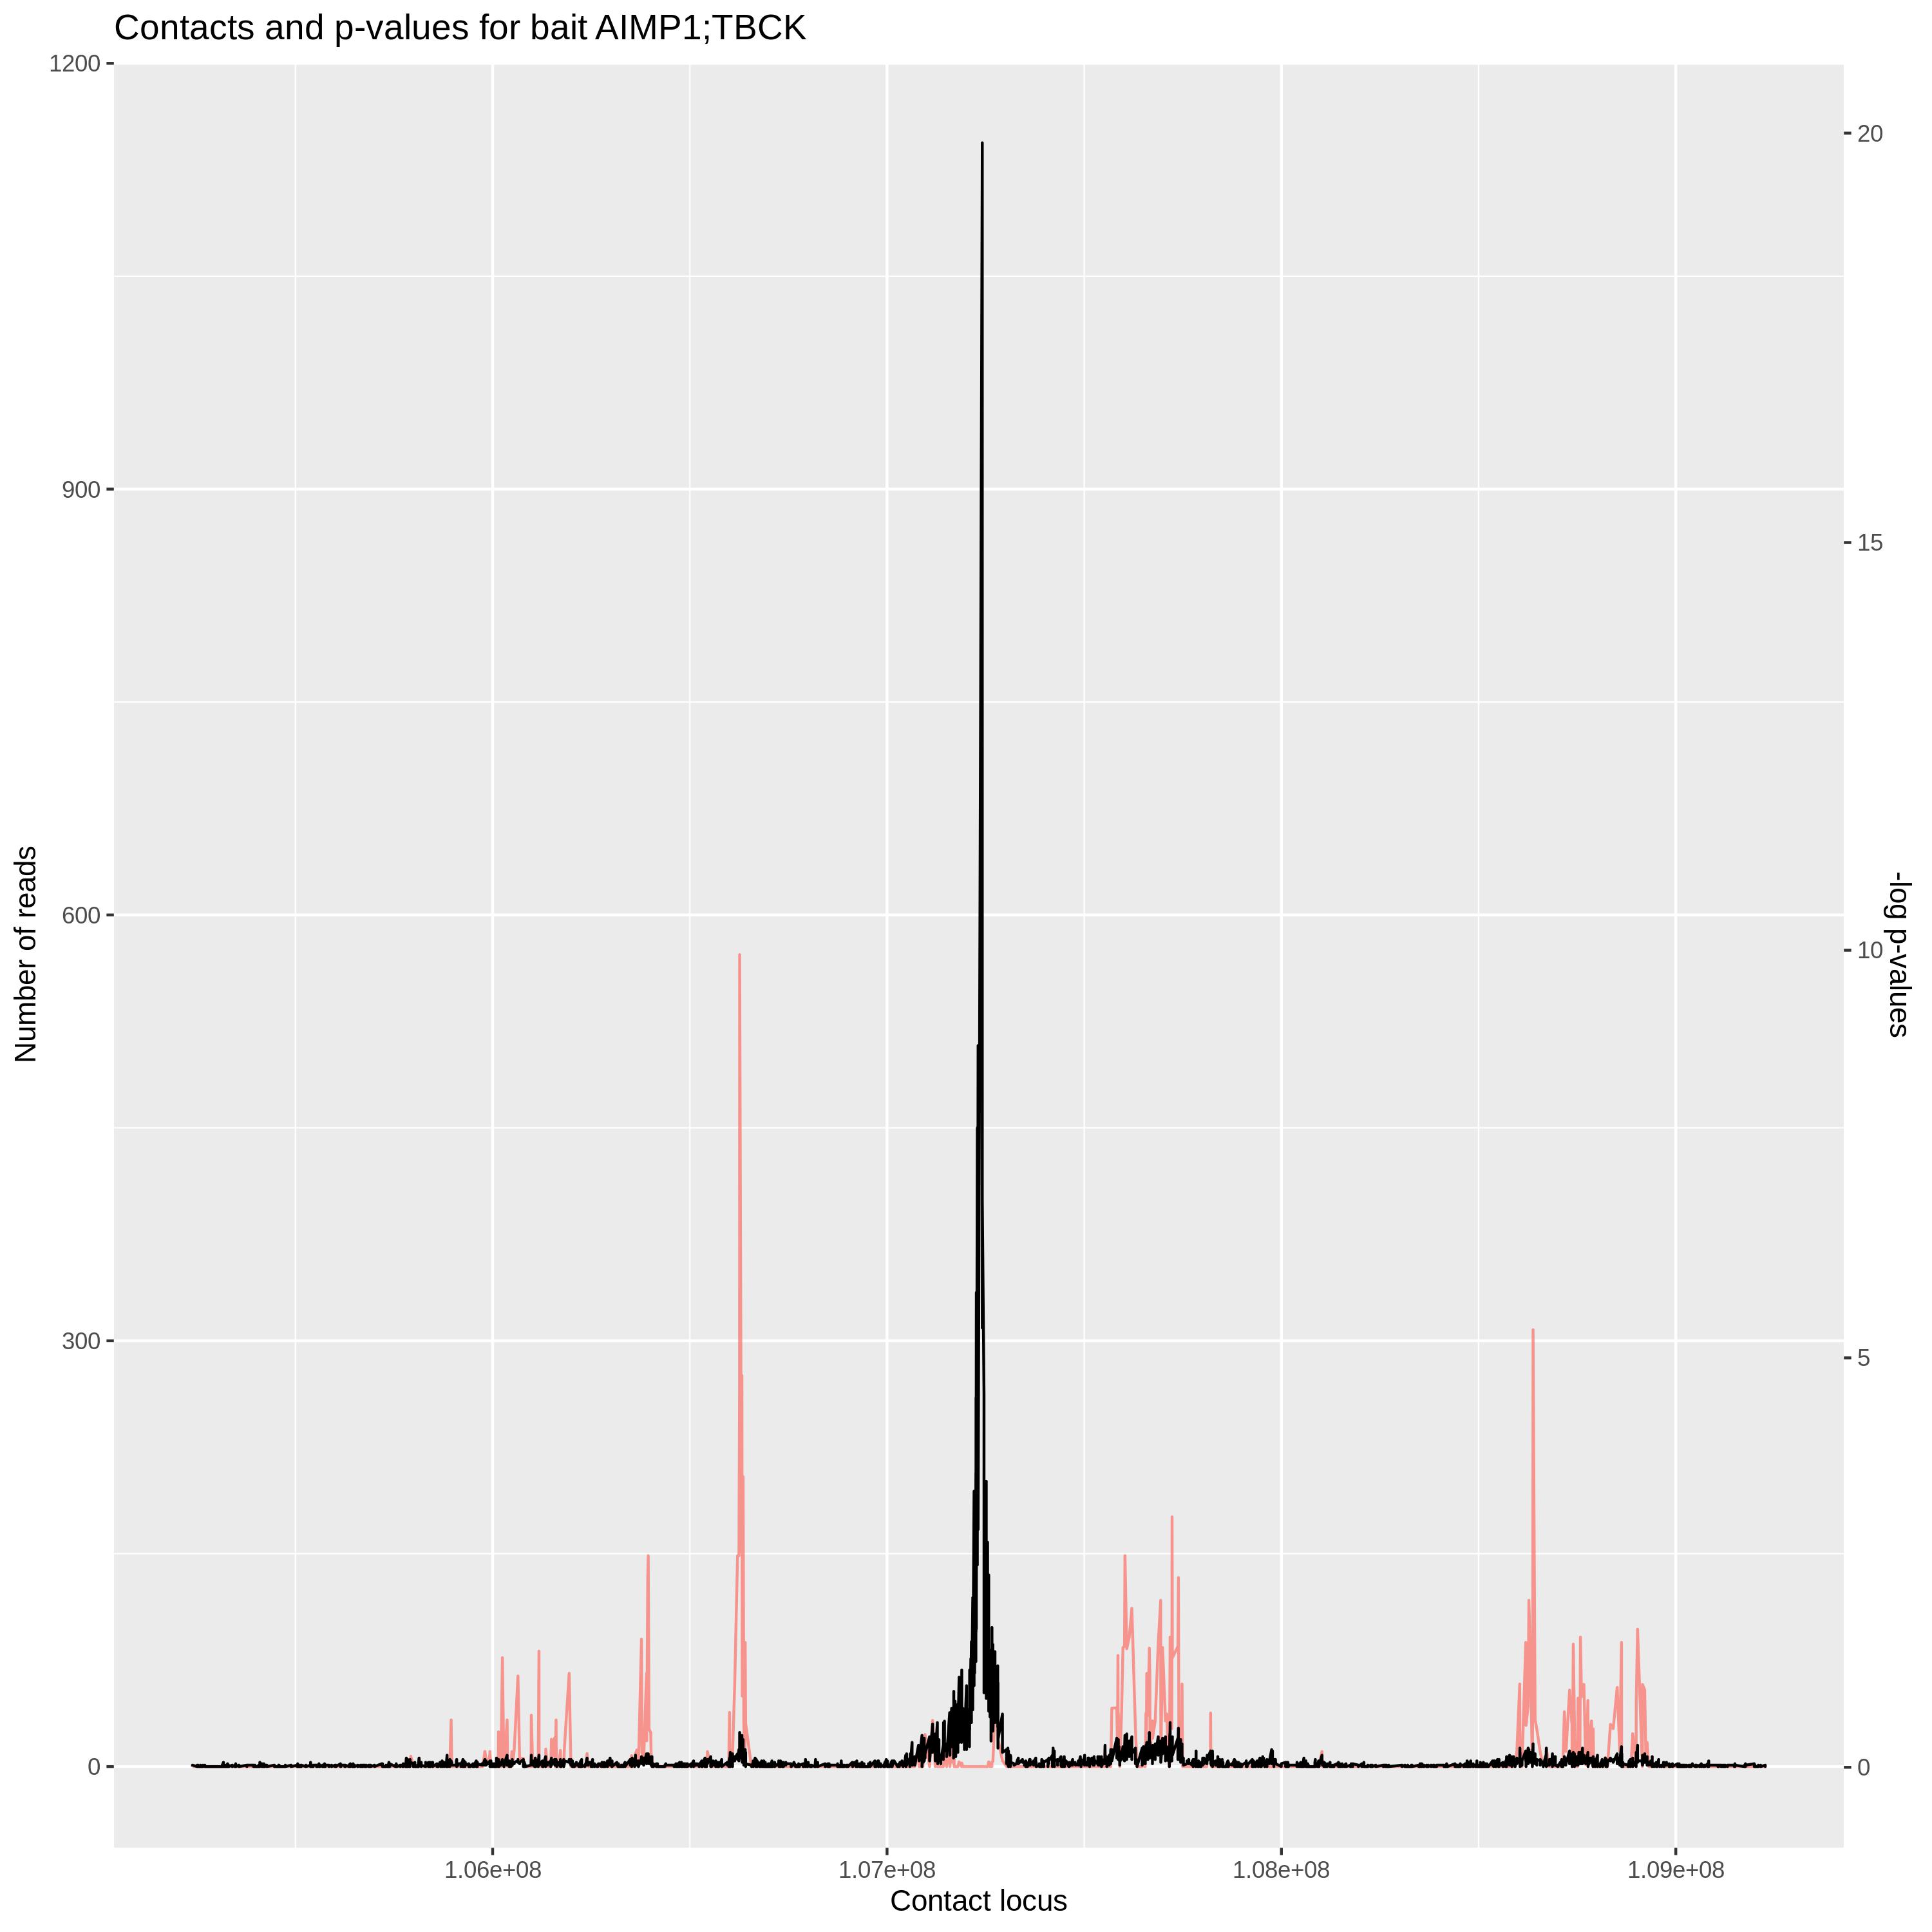 Contacts and p-values for bait AIMP1;TBCK
1200
900
600
300
0
Number of reads
20
15
10
5
0
-log p-values
1.06e+08
1.07e+08
1.08e+08
1.09e+08
Contact locus